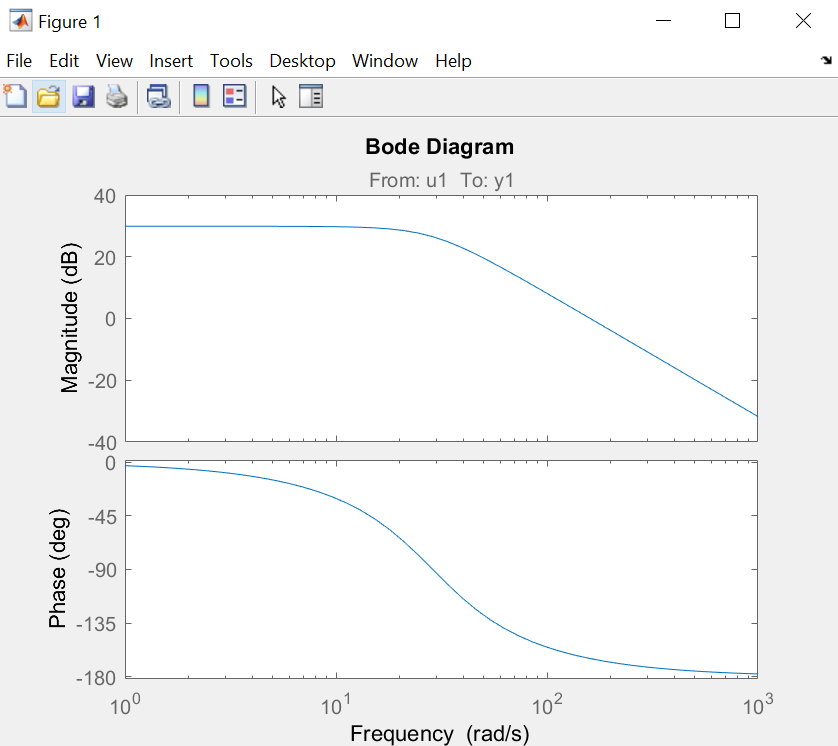 Figure 1
File Edit View Insert Tools Desktop Window Help
Bode Diagram
From: u1 To: y1
Magnitude (dB)
40
20
0
-20
-40
Phase (deg)
0
-45
-90
-135
-180
10^0 10^1 10^2 10^3
Frequency (rad/s)